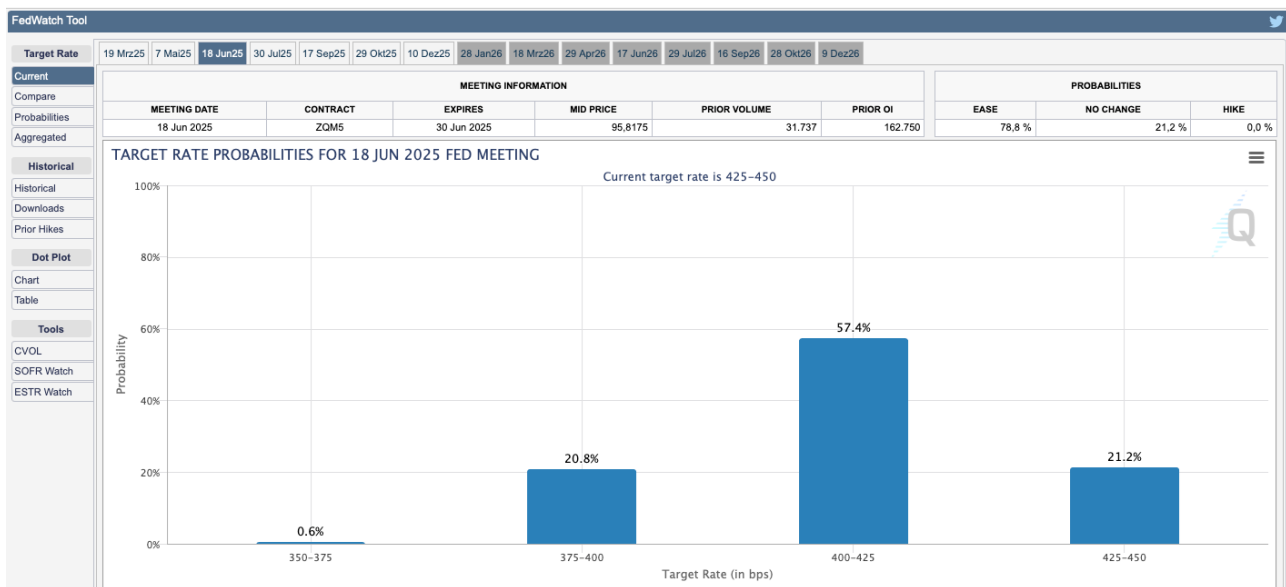 FedWatch Tool
Target Rate
Current
Compare
Probabilities
Aggregated
Historical
Historical
Downloads
Prior Hikes
Dot Plot
Chart
Table
Tools
CVOL
SOFR Watch
ESTR Watch
19 Mrz25 7 Mai25 18 Jun25 30 Jul25 17 Sep25 29 Okt25 10 Dez25 28 Jan26 18 Mrz26 29 Apr26 17 Jun26 29 Jul26 16 Sep26 28 Okt26 9 Dez26
MEETING INFORMATION
MEETING DATE CONTRACT EXPIRES MID PRICE PRIOR VOLUME PRIOR OI
18 Jun 2025 ZQM5 30 Jun 2025 95,8175 31.737 162.750
PROBABILITIES
EASE NO CHANGE HIKE
78,8 % 21,2 % 0,0 %
TARGET RATE PROBABILITIES FOR 18 JUN 2025 FED MEETING
Current target rate is 425–450
Q
Probability
100%
80%
60%
40%
20%
0%
0.6%
20.8%
57.4%
21.2%
350–375 375–400 400–425 425–450
Target Rate (in bps)